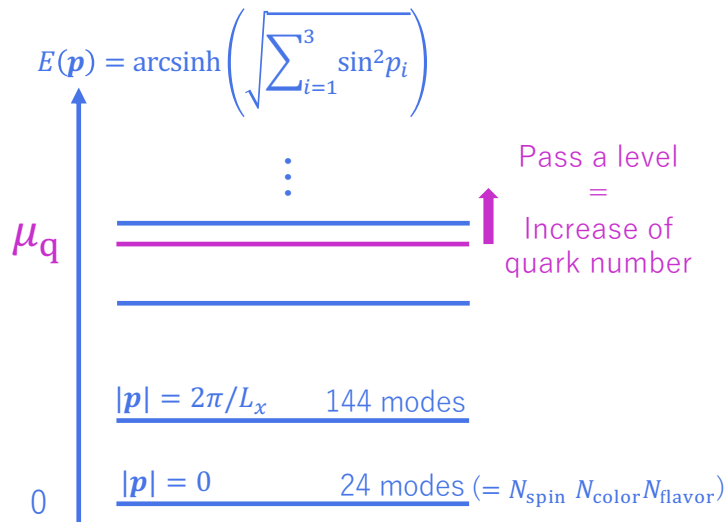 E(𝒑) = arcsinh(√(∑_{i=1}^{3} sin²p_i))
⋮
Pass a level
=
Increase of
quark number
μ_q
|𝒑| = 2π/L_x 144 modes
|𝒑| = 0 24 modes (= N_spin N_color N_flavor)
0